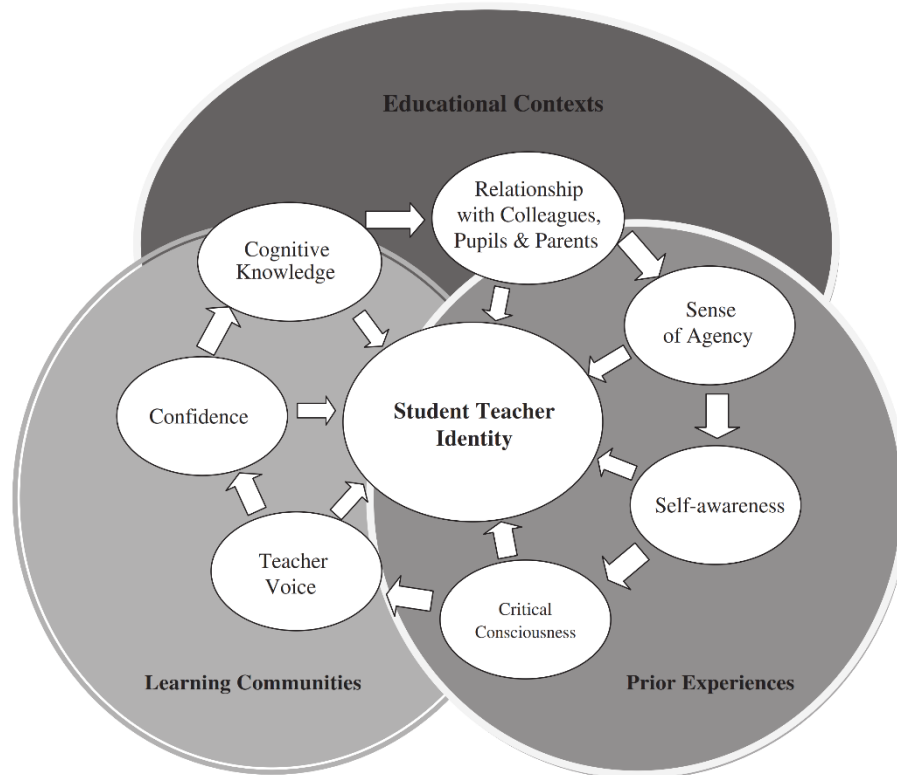 Educational Contexts
Relationship
with Colleagues,
Pupils & Parents
Cognitive
Knowledge
Sense
of Agency
Confidence
Student Teacher
Identity
Self-awareness
Teacher
Voice
Critical
Consciousness
Learning Communities
Prior Experiences